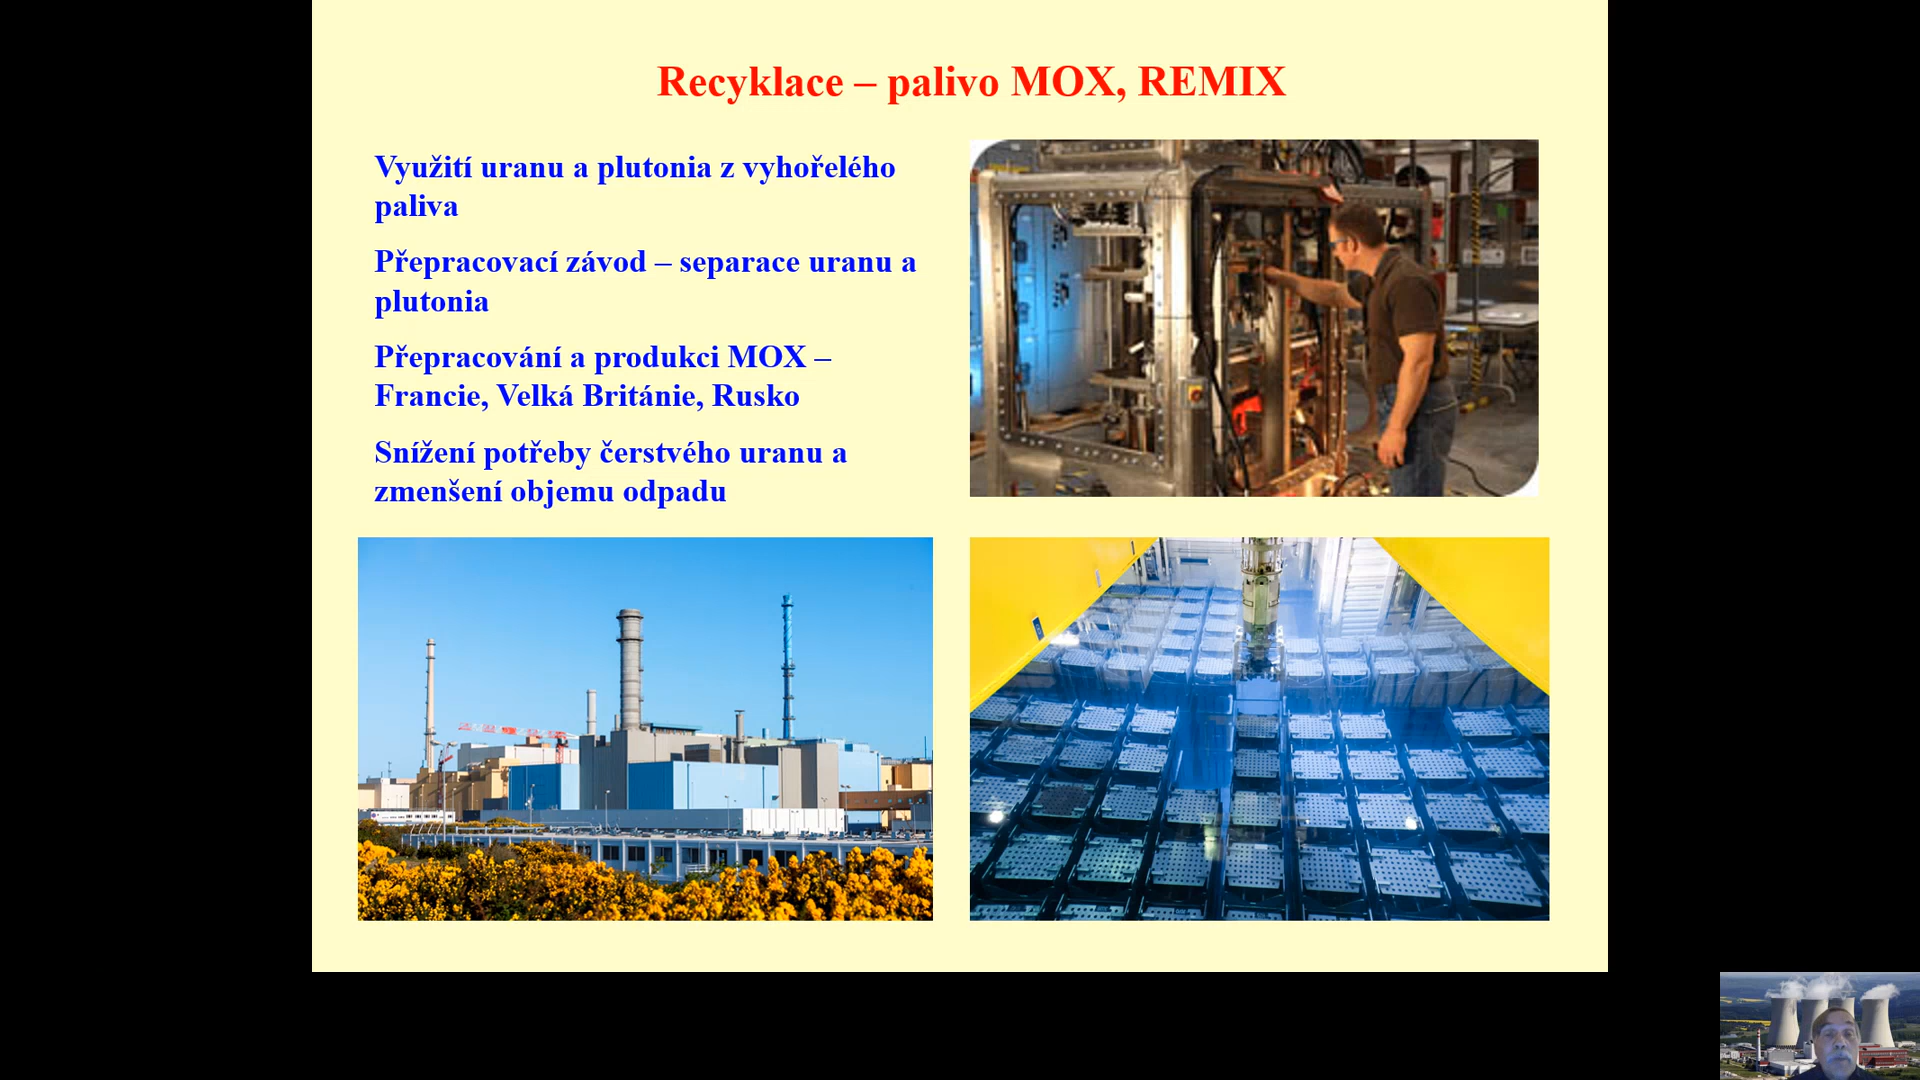 Recyklace – palivo MOX, REMIX
Využití uranu a plutonia z vyhořelého
paliva
Přepracovací závod – separace uranu a
plutonia
Přepracování a produkci MOX –
Francie, Velká Británie, Rusko
Snížení potřeby čerstvého uranu a
zmenšení objemu odpadu